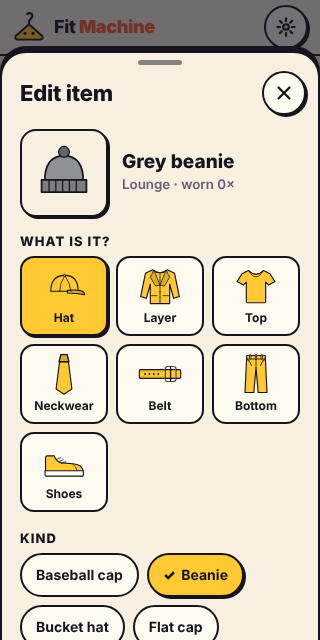 Fit Machine
Edit item
Grey beanie
Lounge · worn 0×
WHAT IS IT?
Hat
Layer
Top
Neckwear
Belt
Bottom
Shoes
KIND
Baseball cap
✓ Beanie
Bucket hat
Flat cap